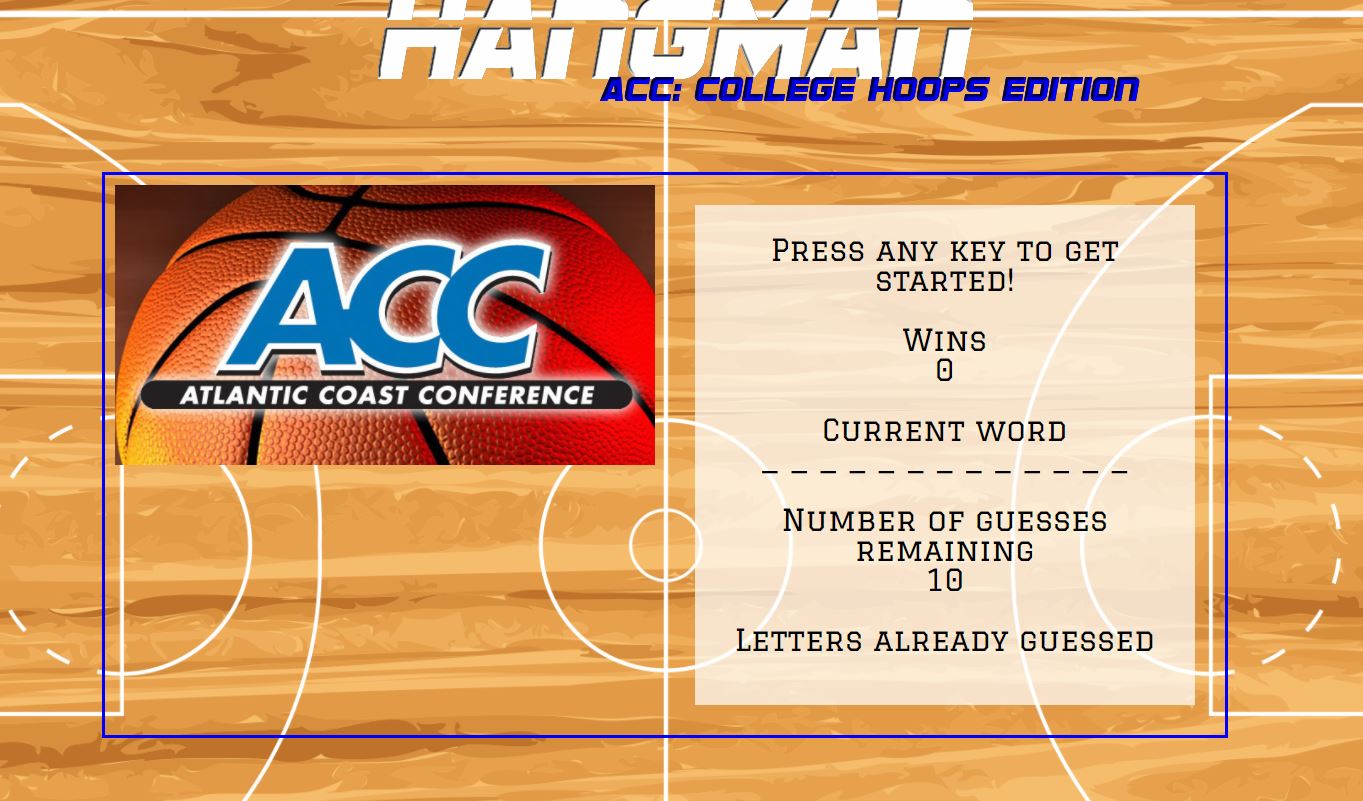 HANGMAN
ACC: COLLEGE HOOPS EDITION
ACC
ATLANTIC COAST CONFERENCE
Press any key to get
started!
Wins
0
Current word
_ _ _ _ _ _ _ _ _ _ _ _ _
Number of guesses
remaining
10
Letters already guessed